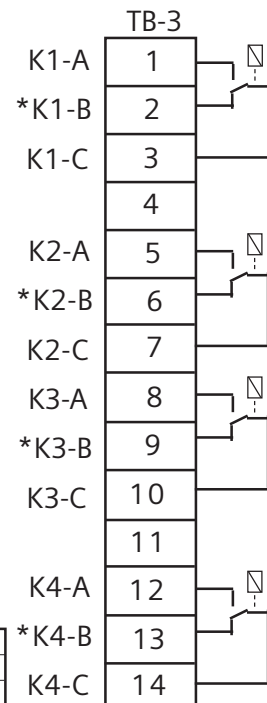 TB-3
K1-A 1
*K1-B 2
K1-C 3
4
K2-A 5
*K2-B 6
K2-C 7
K3-A 8
*K3-B 9
K3-C 10
11
K4-A 12
*K4-B 13
K4-C 14